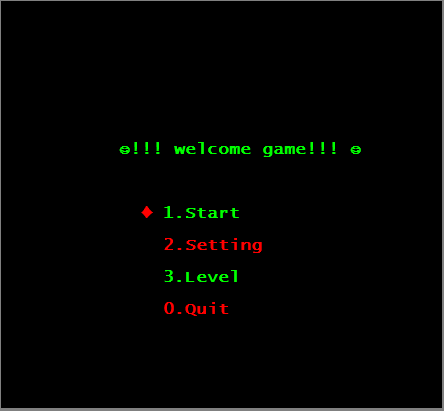 ☻!!! welcome game!!! ☻
♦ 1.Start
2.Setting
3.Level
0.Quit